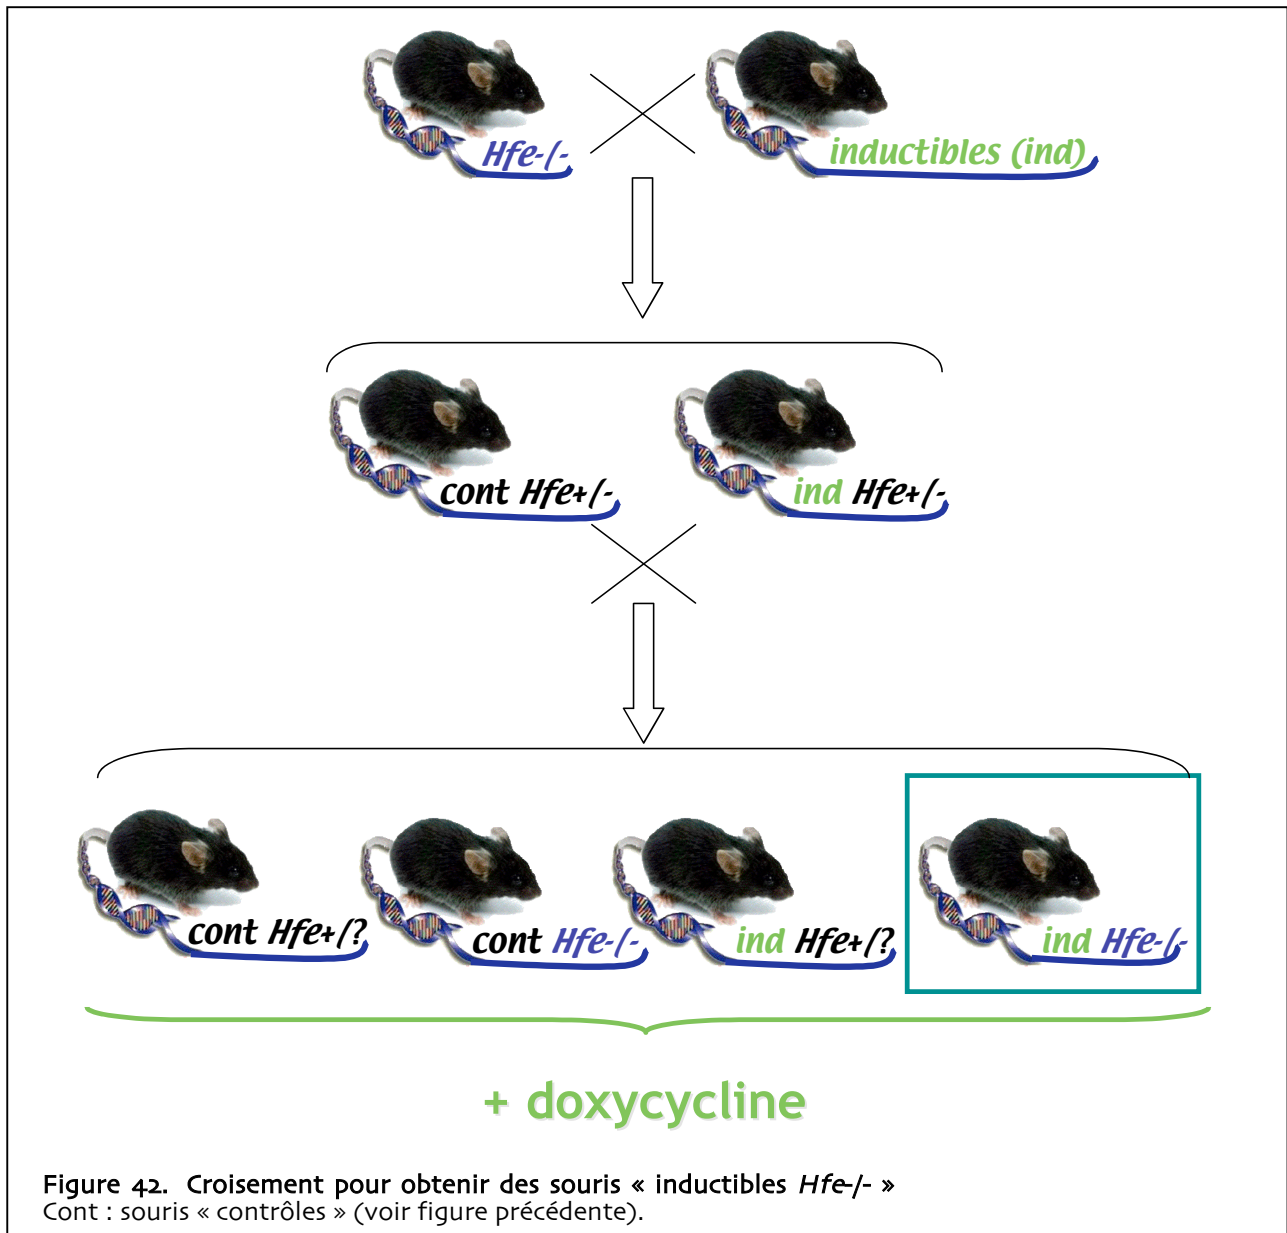 Hfe-/-
inductibles (ind)
cont Hfe+/-
ind Hfe+/-
cont Hfe+/?
cont Hfe-/-
ind Hfe+/?
ind Hfe-/-
+ doxycycline
Figure 42. Croisement pour obtenir des souris « inductibles Hfe-/- »
Cont : souris « contrôles » (voir figure précédente).